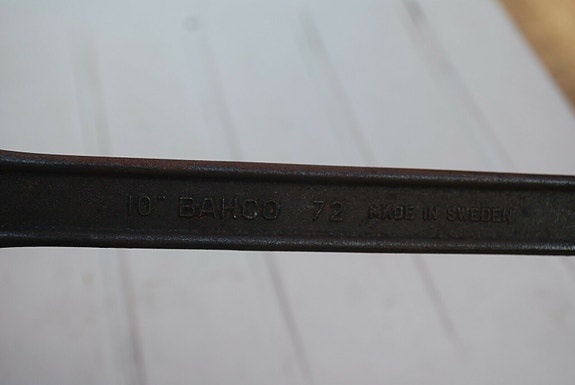 10" BAHCO 72 MADE IN SWEDEN